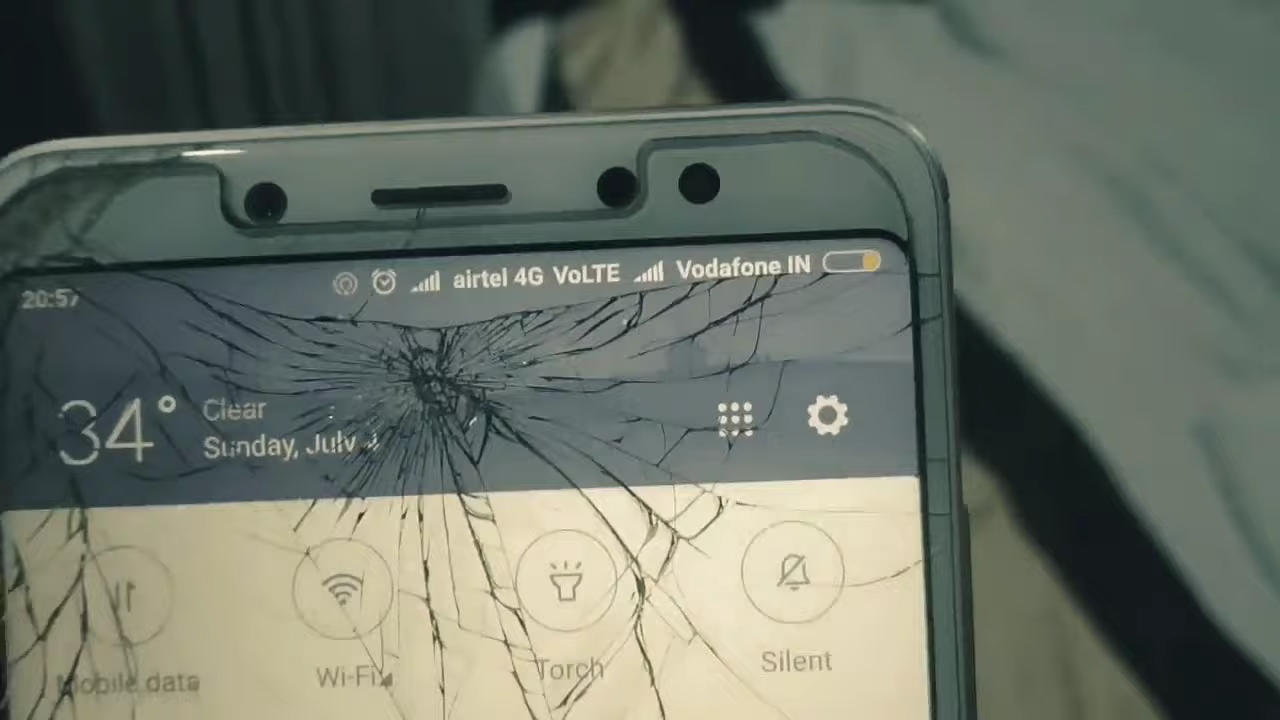 airtel 4G VoLTE Vodafone IN
20:57
34° Clear
Sunday, July
Mobile data
Wi-Fi
Torch
Silent